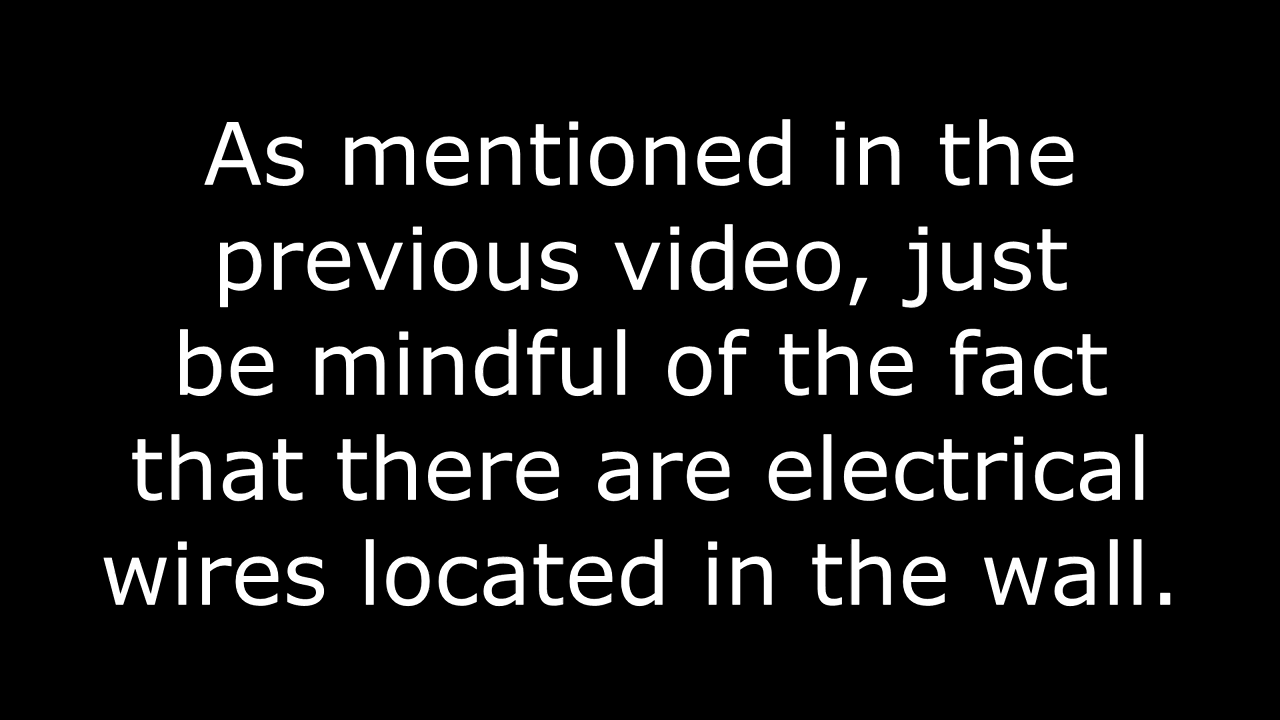 As mentioned in the
previous video, just
be mindful of the fact
that there are electrical
wires located in the wall.